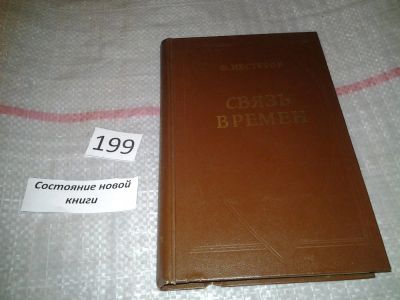 Ф. НЕСТЕРОВ
СВЯЗЬ
ВРЕМЕН
199
Состояние новой
книги